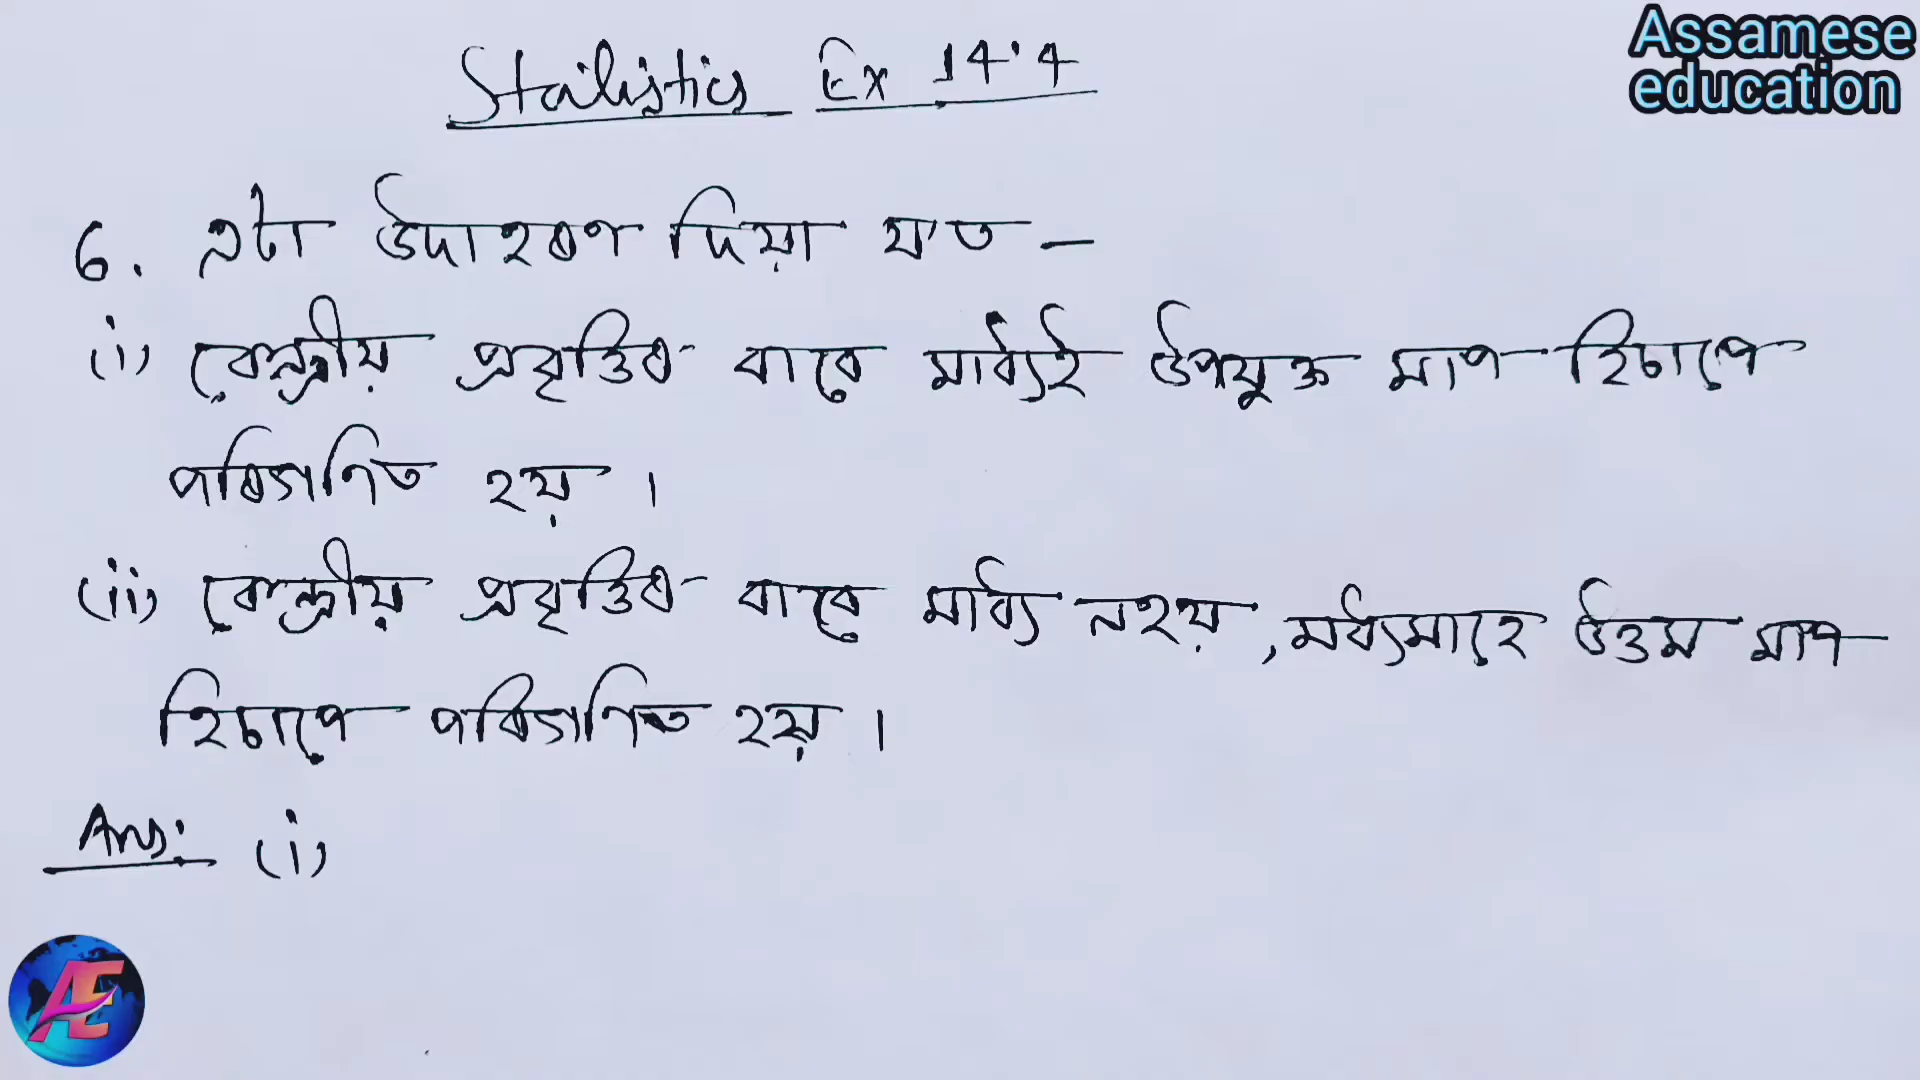 Statistics Ex 14.4
Assamese
education
6. এটা উদাহৰণ দিয়া য'ত –
(i) কেন্দ্ৰীয় প্ৰবৃত্তিৰ বাবে মাধ্যই উপযুক্ত মাপ হিচাপে
পৰিগণিত হয় ।
(ii) কেন্দ্ৰীয় প্ৰবৃত্তিৰ বাবে মাধ্য নহয়, মধ্যমাহে উত্তম মাপ
হিচাপে পৰিগণিত হয় ।
Ans: (i)
AE